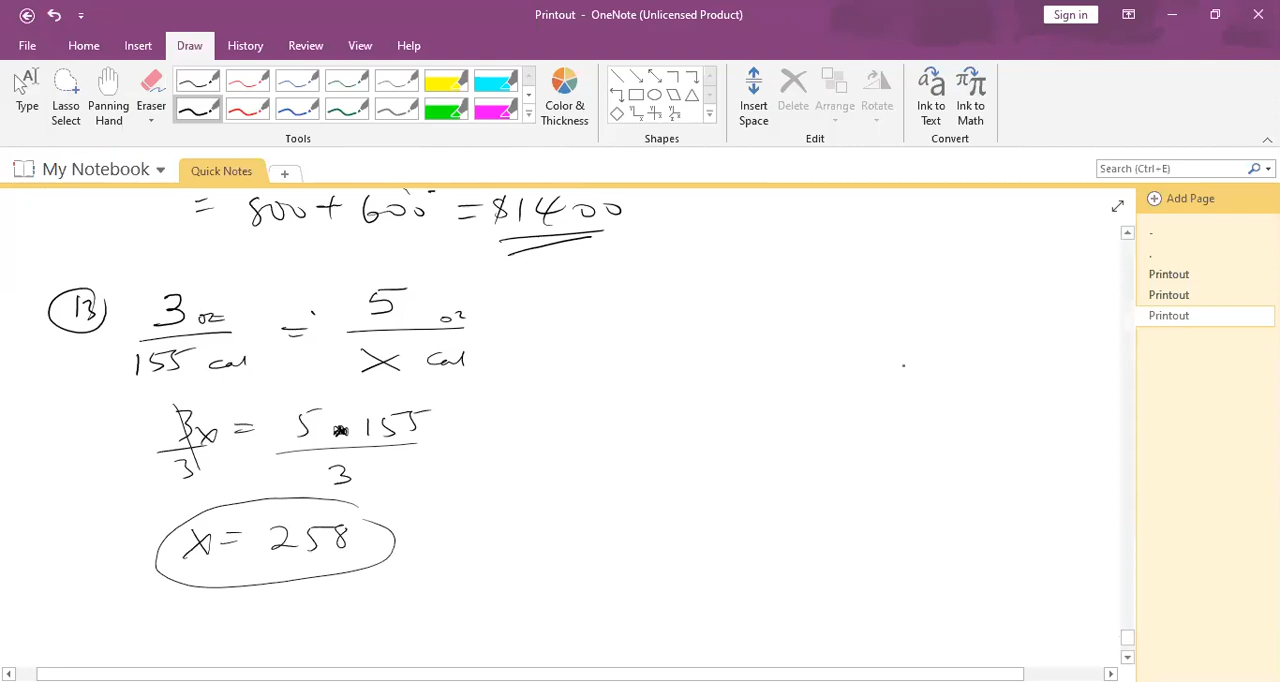 Printout - OneNote (Unlicensed Product)
Sign in
File Home Insert Draw History Review View Help
Type
Lasso Select
Panning Hand
Eraser
Color & Thickness
Insert Space
Delete
Arrange
Rotate
Ink to Text
Ink to Math
Tools
Shapes
Edit
Convert
My Notebook
Quick Notes
Search (Ctrl+E)
Add Page
-
.
Printout
Printout
Printout
= 800 + 600 = $1400
13
3 oz / 155 cal = 5 oz / x cal
3x / 3 = 5 · 155 / 3
x = 258